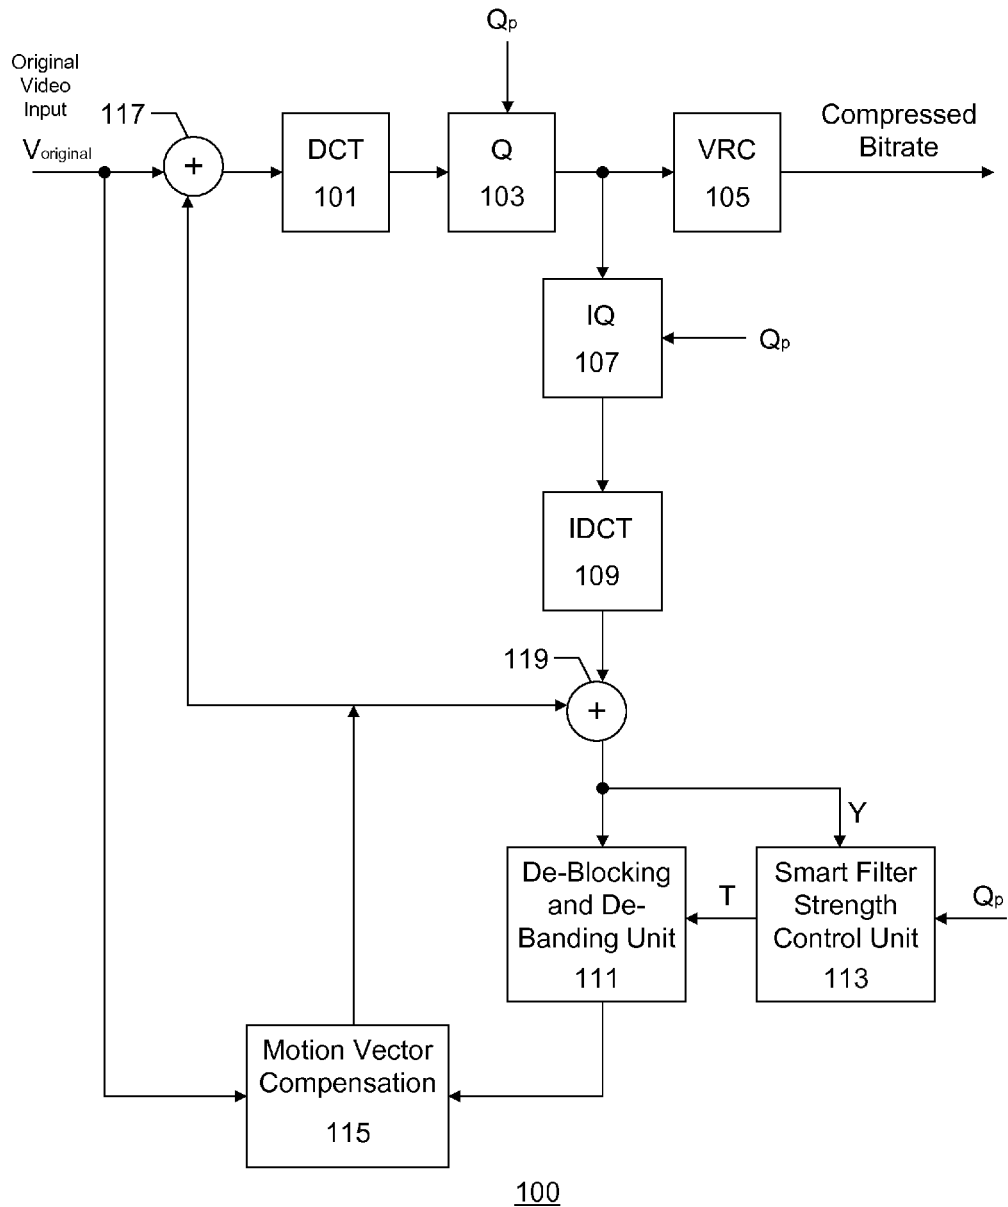 Qp
Original
Video
Input
117
Voriginal
+
DCT
101
Q
103
VRC
105
Compressed
Bitrate
IQ
107
Qp
IDCT
109
119
+
Y
De-Blocking
and De-
Banding Unit
111
T
Smart Filter
Strength
Control Unit
113
Qp
Motion Vector
Compensation
115
100